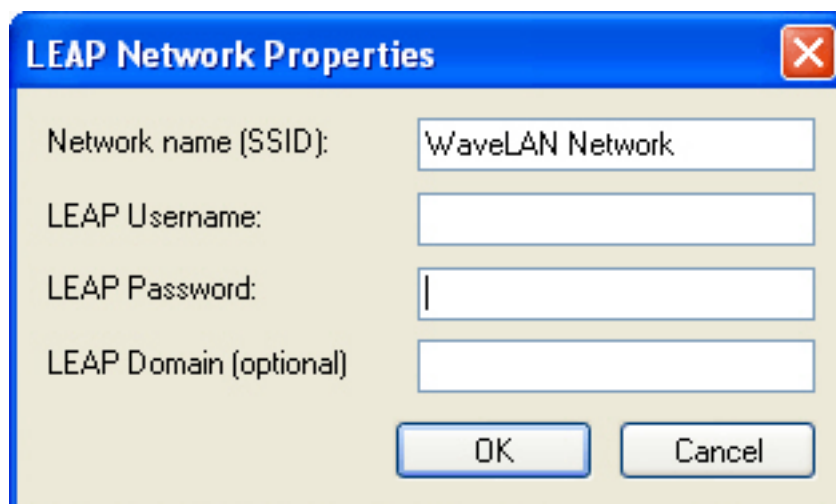 LEAP Network Properties
Network name (SSID): WaveLAN Network
LEAP Username:
LEAP Password:
LEAP Domain (optional)
OK Cancel